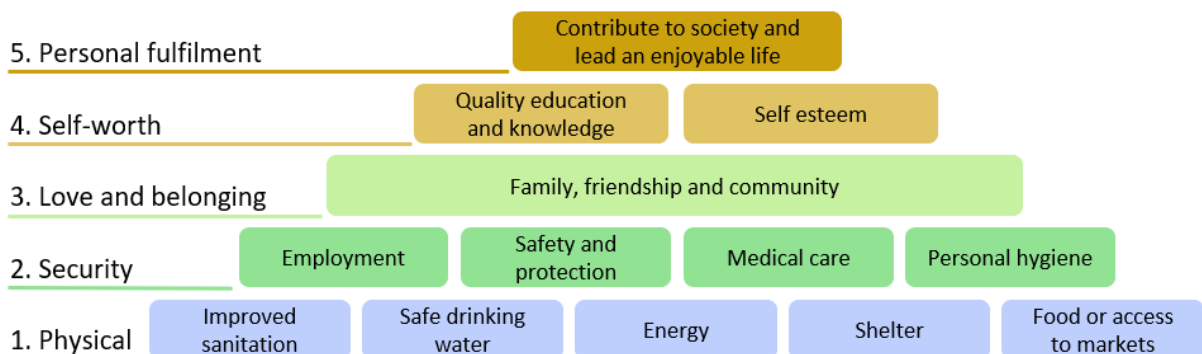 5. Personal fulfilment
Contribute to society and
lead an enjoyable life
4. Self-worth
Quality education
and knowledge
Self esteem
3. Love and belonging
Family, friendship and community
2. Security
Employment
Safety and
protection
Medical care
Personal hygiene
1. Physical
Improved
sanitation
Safe drinking
water
Energy
Shelter
Food or access
to markets